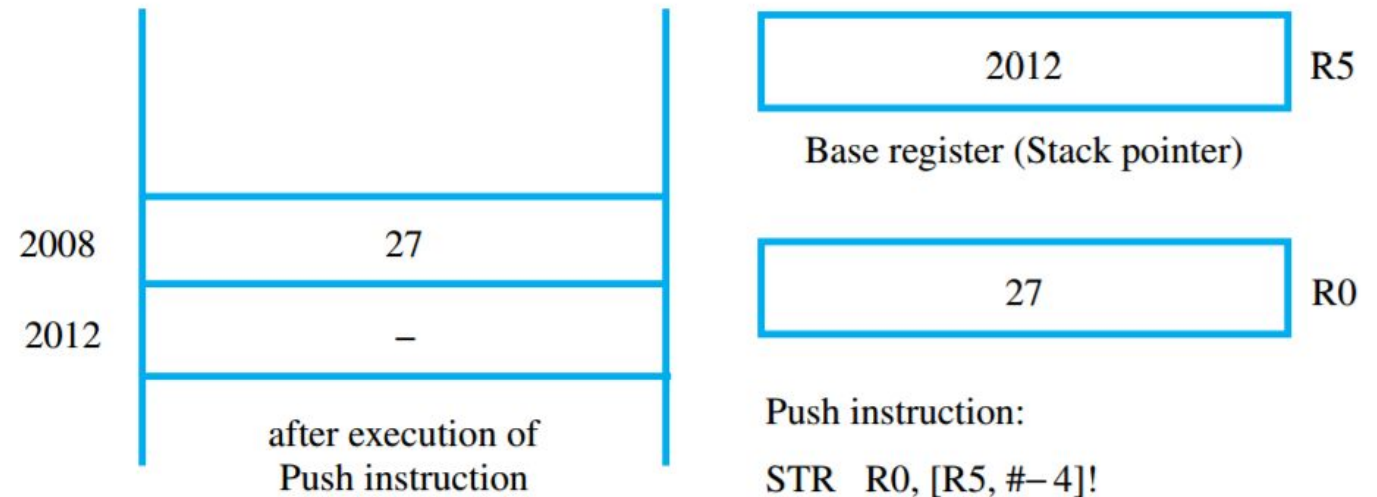 2012 R5
Base register (Stack pointer)
2008 27
27 R0
2012 –
after execution of
Push instruction
Push instruction:
STR R0, [R5, #–4]!